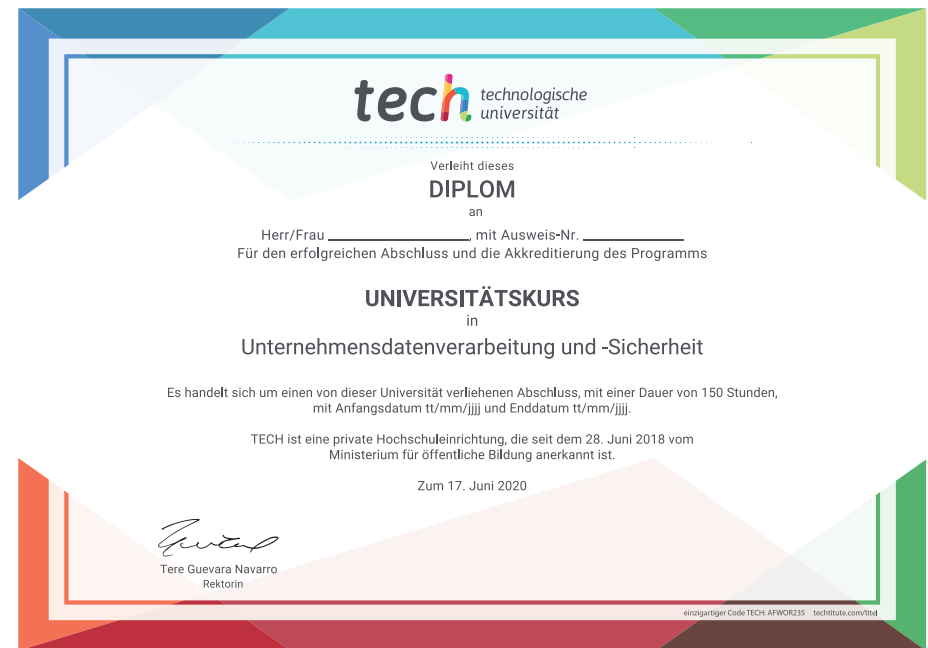 tech technologische
universität
Verleiht dieses
DIPLOM
an
Herr/Frau ____________, mit Ausweis-Nr. ____________
Für den erfolgreichen Abschluss und die Akkreditierung des Programms
UNIVERSITÄTSKURS
in
Unternehmensdatenverarbeitung und -Sicherheit
Es handelt sich um einen von dieser Universität verliehenen Abschluss, mit einer Dauer von 150 Stunden,
mit Anfangsdatum tt/mm/jjjj und Enddatum tt/mm/jjjj.
TECH ist eine private Hochschuleinrichtung, die seit dem 28. Juni 2018 vom
Ministerium für öffentliche Bildung anerkannt ist.
Zum 17. Juni 2020
Tere Guevara Navarro
Rektorin
einzigartiger Code TECH: AFWOR23S techtitute.com/titel